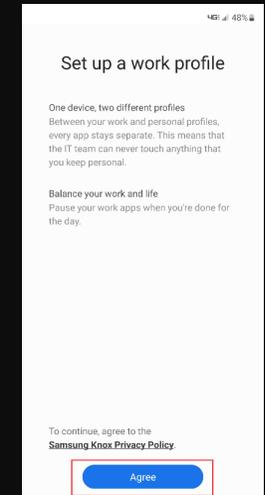 4G 48%
Set up a work profile
One device, two different profiles
Between your work and personal profiles,
every app stays separate. This means that
the IT team can never touch anything that
you keep personal.
Balance your work and life
Pause your work apps when you're done for
the day.
To continue, agree to the
Samsung Knox Privacy Policy.
Agree